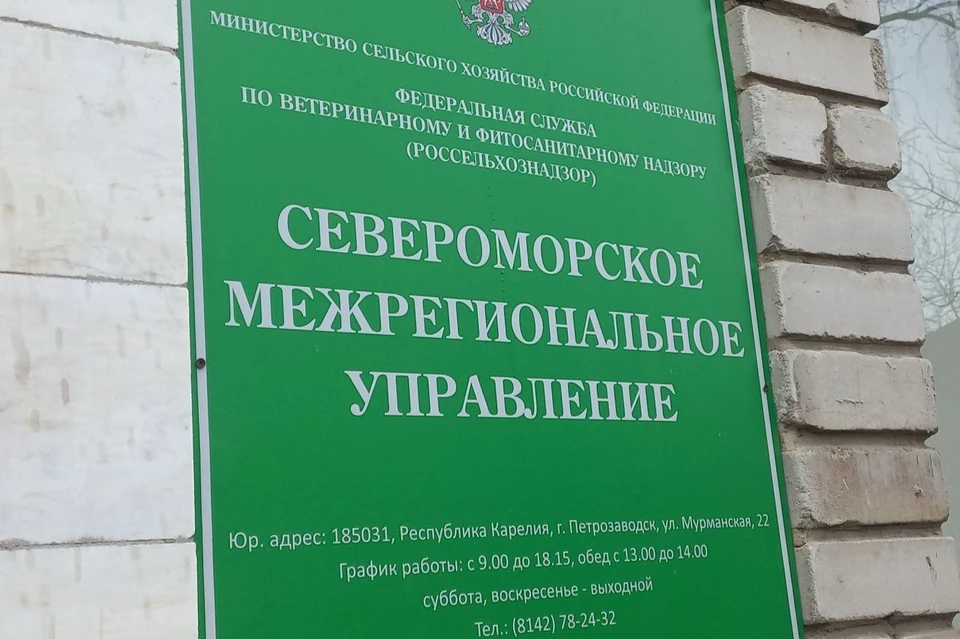 МИНИСТЕРСТВО СЕЛЬСКОГО ХОЗЯЙСТВА РОССИЙСКОЙ ФЕДЕРАЦИИ
ФЕДЕРАЛЬНАЯ СЛУЖБА
ПО ВЕТЕРИНАРНОМУ И ФИТОСАНИТАРНОМУ НАДЗОРУ
(РОССЕЛЬХОЗНАДЗОР)
СЕВЕРОМОРСКОЕ
МЕЖРЕГИОНАЛЬНОЕ
УПРАВЛЕНИЕ
Юр. адрес: 185031, Республика Карелия, г. Петрозаводск, ул. Мурманская, 22
График работы: с 9.00 до 18.15, обед с 13.00 до 14.00
суббота, воскресенье - выходной
Тел.: (8142) 78-24-32